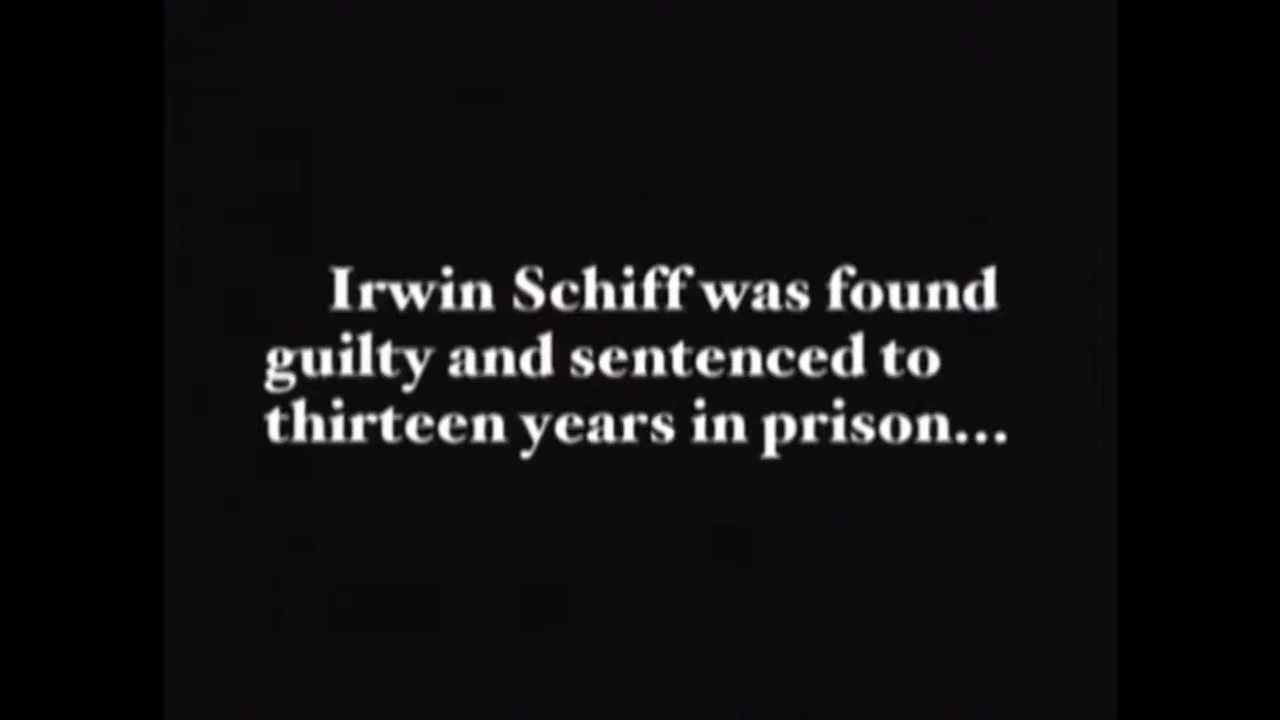 Irwin Schiff was found
guilty and sentenced to
thirteen years in prison...